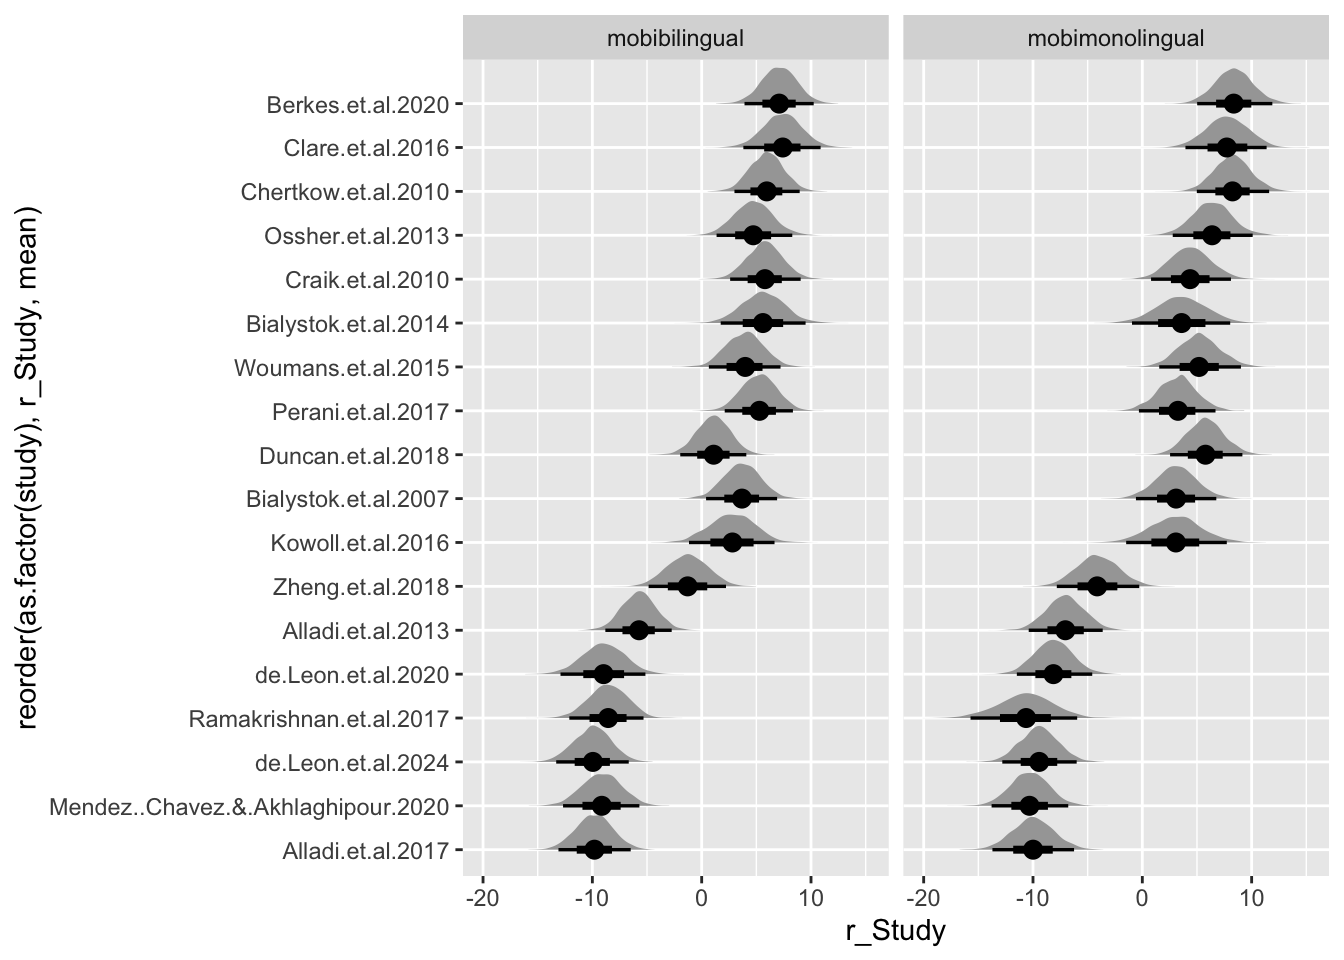 mobibilingual
mobimonolingual
Berkes.et.al.2020
Clare.et.al.2016
Chertkow.et.al.2010
Ossher.et.al.2013
Craik.et.al.2010
Bialystok.et.al.2014
Woumans.et.al.2015
Perani.et.al.2017
Duncan.et.al.2018
Bialystok.et.al.2007
Kowoll.et.al.2016
Zheng.et.al.2018
Alladi.et.al.2013
de.Leon.et.al.2020
Ramakrishnan.et.al.2017
de.Leon.et.al.2024
Mendez..Chavez.&.Akhlaghipour.2020
Alladi.et.al.2017
reorder(as.factor(study), r_Study, mean)
-20 -10 0 10
-20 -10 0 10
r_Study